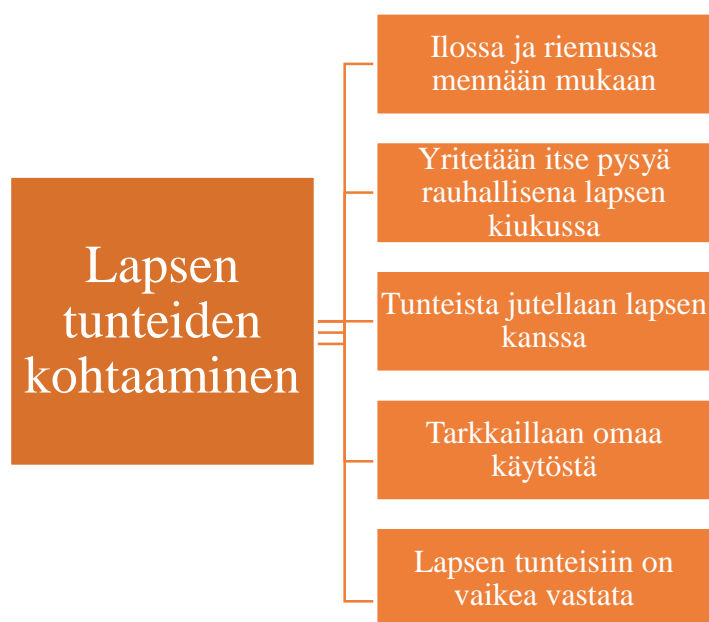 Lapsen
tunteiden
kohtaaminen
Ilossa ja riemussa
mennään mukaan
Yritetään itse pysyä
rauhallisena lapsen
kiukussa
Tunteista jutellaan lapsen
kanssa
Tarkkaillaan omaa
käytöstä
Lapsen tunteisiin on
vaikea vastata